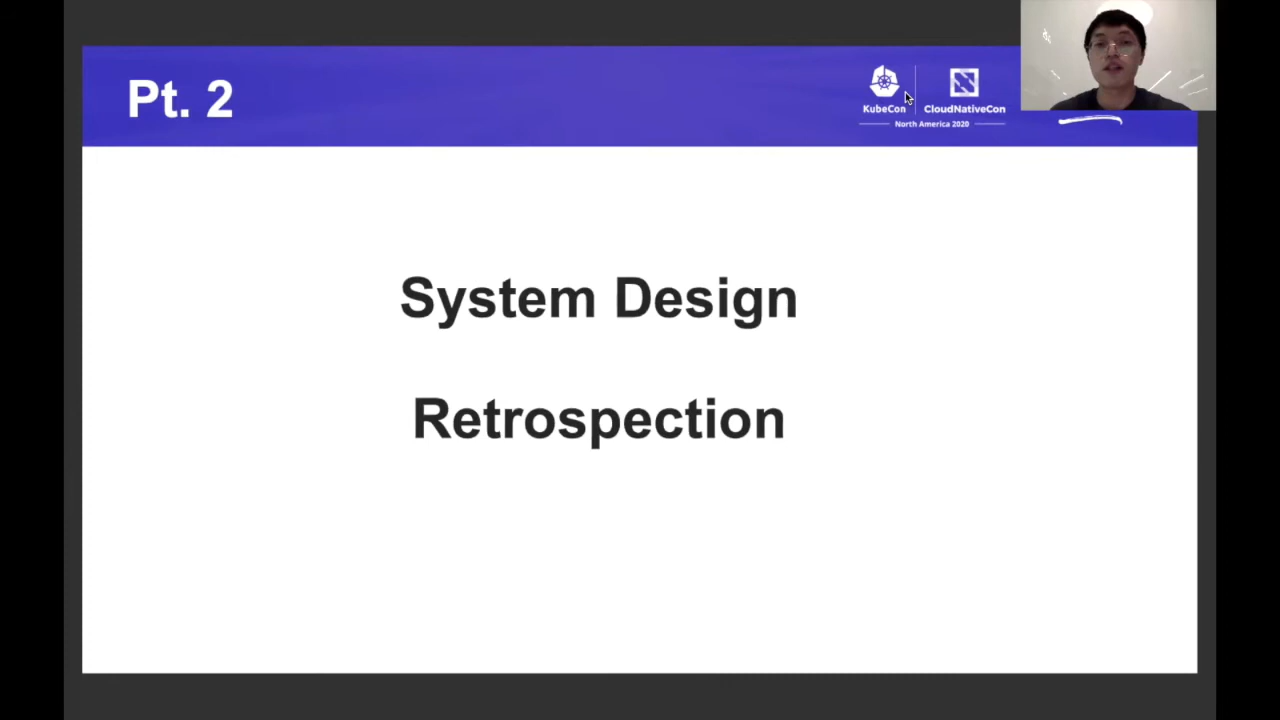 Pt. 2
KubeCon
CloudNativeCon
North America 2020
System Design
Retrospection